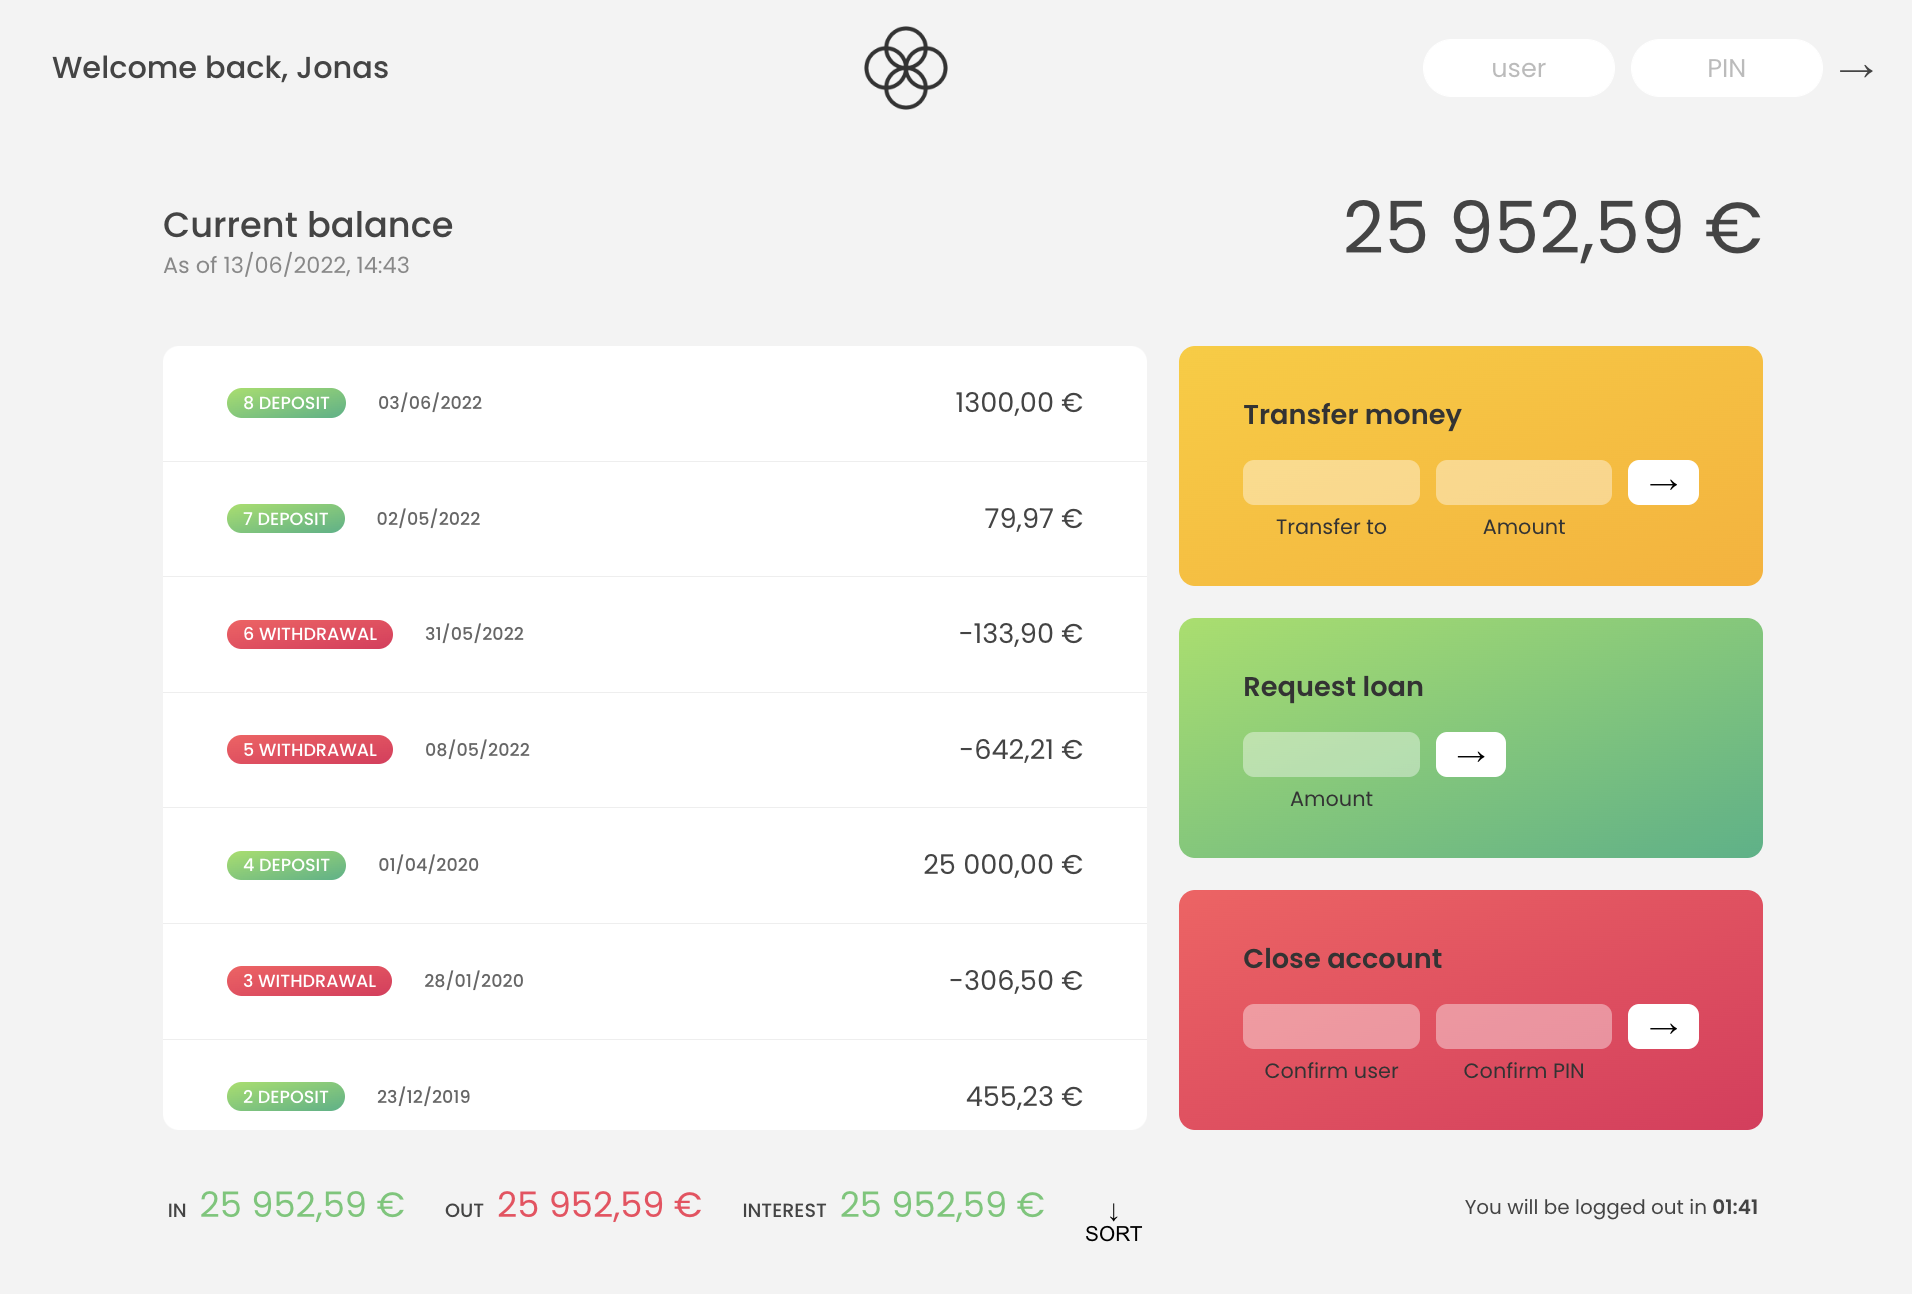 Welcome back, Jonas
user PIN →
Current balance
As of 13/06/2022, 14:43
25 952,59 €
8 DEPOSIT 03/06/2022 1300,00 €
7 DEPOSIT 02/05/2022 79,97 €
6 WITHDRAWAL 31/05/2022 -133,90 €
5 WITHDRAWAL 08/05/2022 -642,21 €
4 DEPOSIT 01/04/2020 25 000,00 €
3 WITHDRAWAL 28/01/2020 -306,50 €
2 DEPOSIT 23/12/2019 455,23 €
Transfer money
→
Transfer to Amount
Request loan
→
Amount
Close account
→
Confirm user Confirm PIN
IN 25 952,59 € OUT 25 952,59 € INTEREST 25 952,59 €
↓
SORT
You will be logged out in 01:41